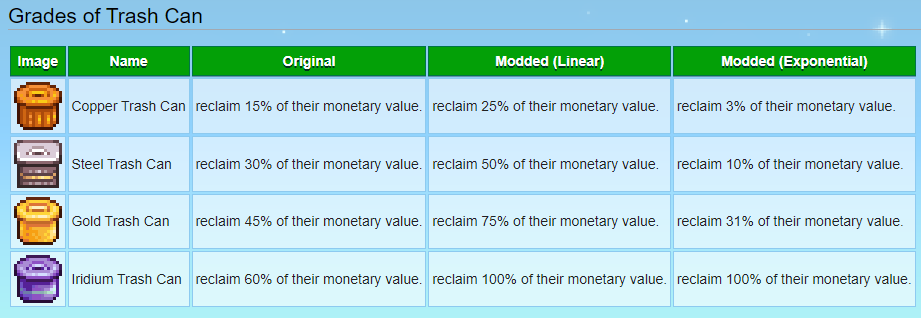 Grades of Trash Can
Image Name Original Modded (Linear) Modded (Exponential)
Copper Trash Can reclaim 15% of their monetary value. reclaim 25% of their monetary value. reclaim 3% of their monetary value.
Steel Trash Can reclaim 30% of their monetary value. reclaim 50% of their monetary value. reclaim 10% of their monetary value.
Gold Trash Can reclaim 45% of their monetary value. reclaim 75% of their monetary value. reclaim 31% of their monetary value.
Iridium Trash Can reclaim 60% of their monetary value. reclaim 100% of their monetary value. reclaim 100% of their monetary value.